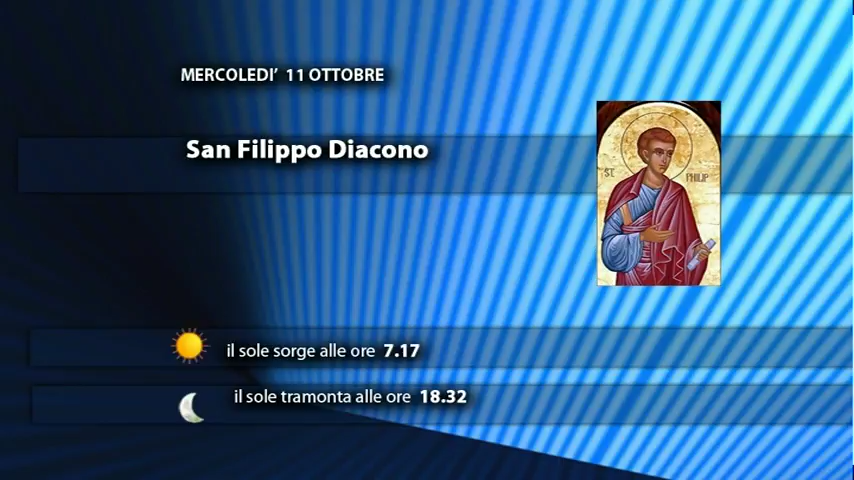 MERCOLEDI’ 11 OTTOBRE
San Filippo Diacono
ST PHILIP
il sole sorge alle ore 7.17
il sole tramonta alle ore 18.32